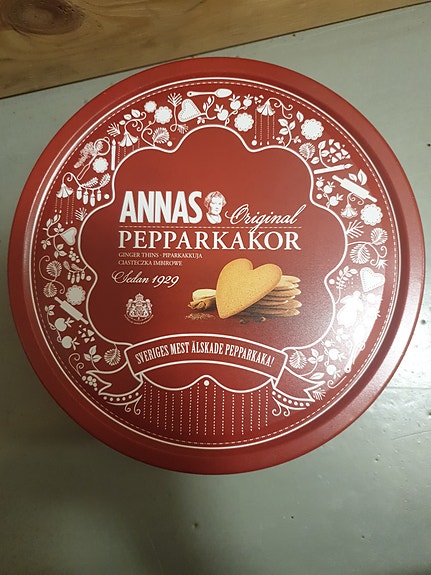 ANNAS Original
PEPPARKAKOR
GINGER THINS · PIPARKAKKUJA
CIASTECZKA IMBIROWE
Sedan 1929
SVERIGES MEST ÄLSKADE PEPPARKAKA!